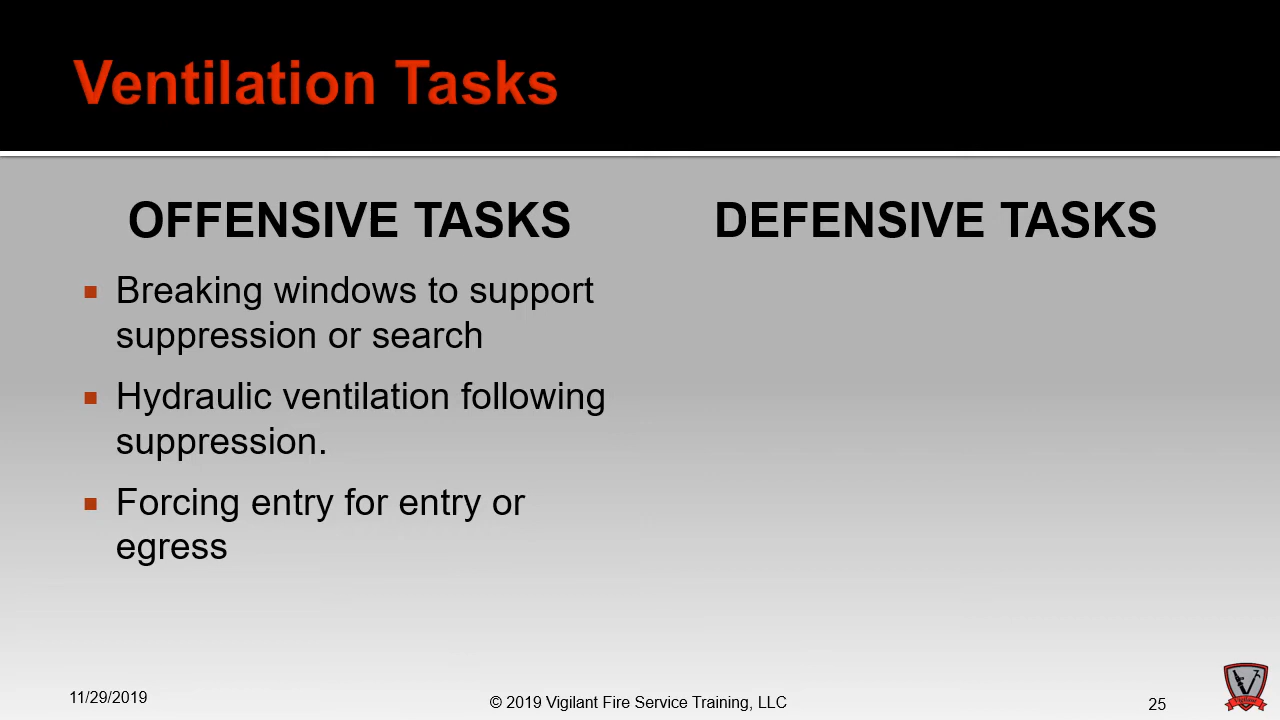 Ventilation Tasks
OFFENSIVE TASKS
Breaking windows to support
suppression or search
Hydraulic ventilation following
suppression.
Forcing entry for entry or
egress
DEFENSIVE TASKS
11/29/2019
© 2019 Vigilant Fire Service Training, LLC
25
Vigilant